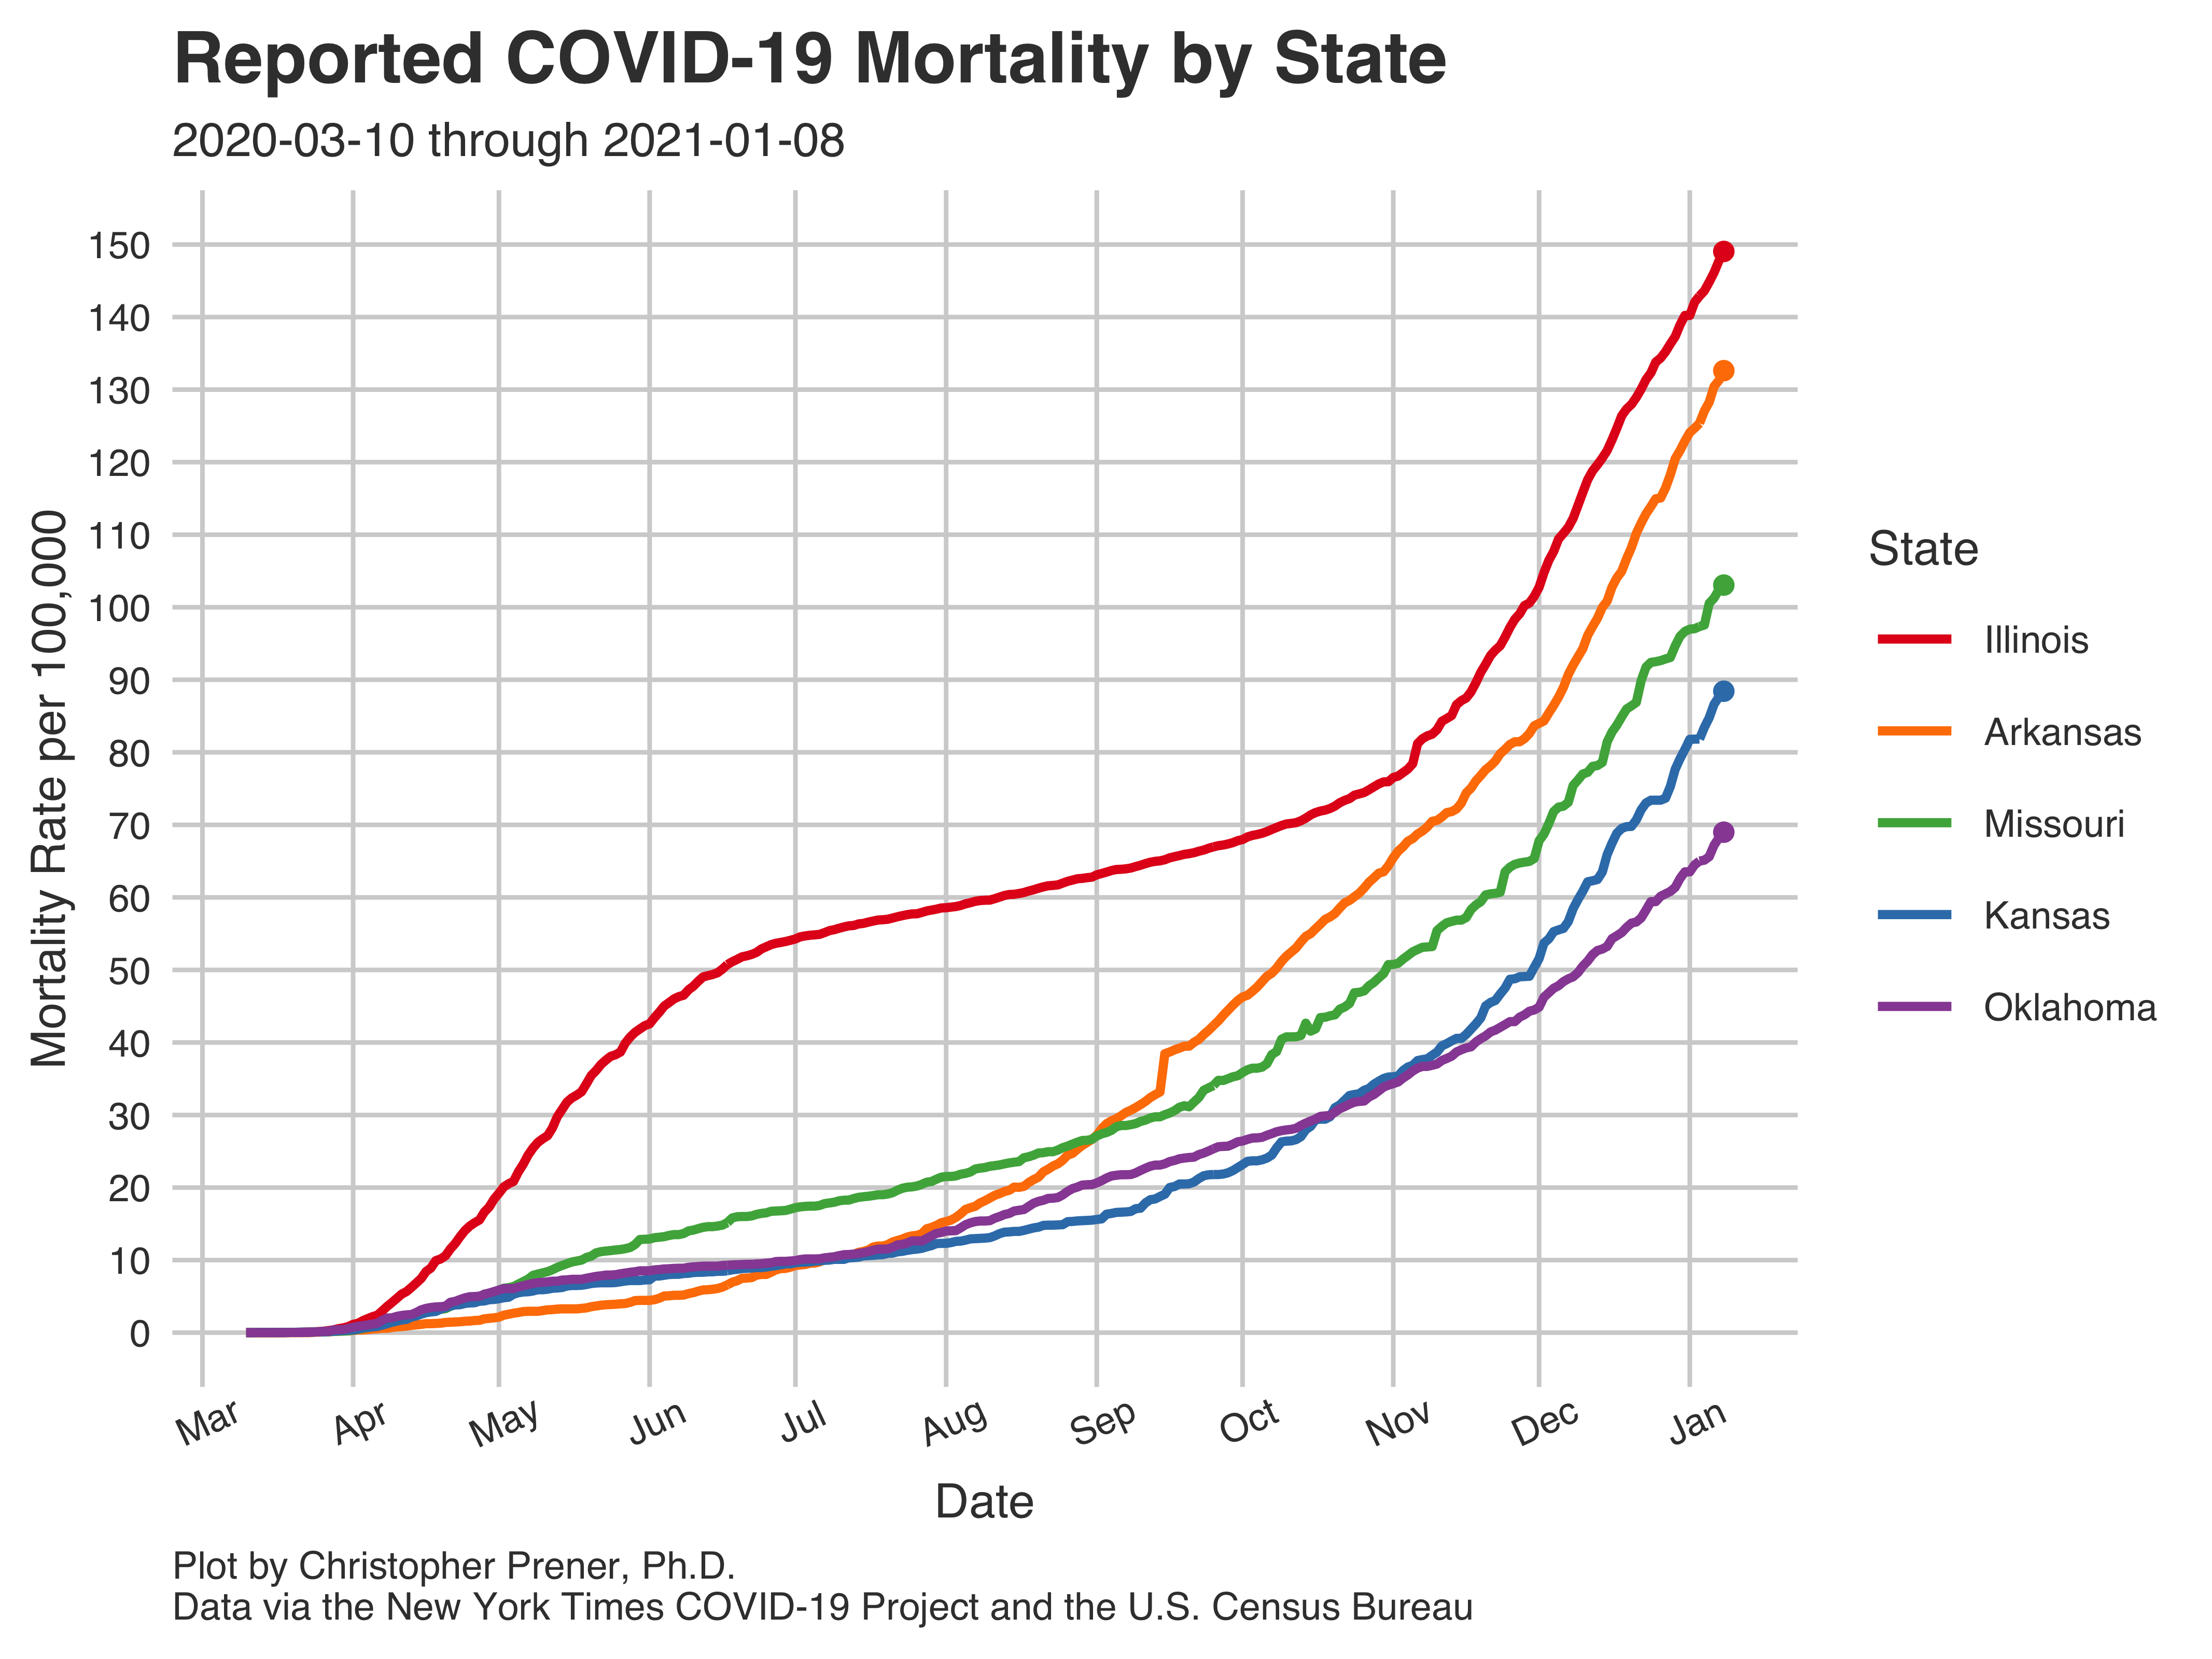 Reported COVID-19 Mortality by State
2020-03-10 through 2021-01-08
Mortality Rate per 100,000
150
140
130
120
110
100
90
80
70
60
50
40
30
20
10
0
Mar Apr May Jun Jul Aug Sep Oct Nov Dec Jan
Date
State
Illinois
Arkansas
Missouri
Kansas
Oklahoma
Plot by Christopher Prener, Ph.D.
Data via the New York Times COVID-19 Project and the U.S. Census Bureau